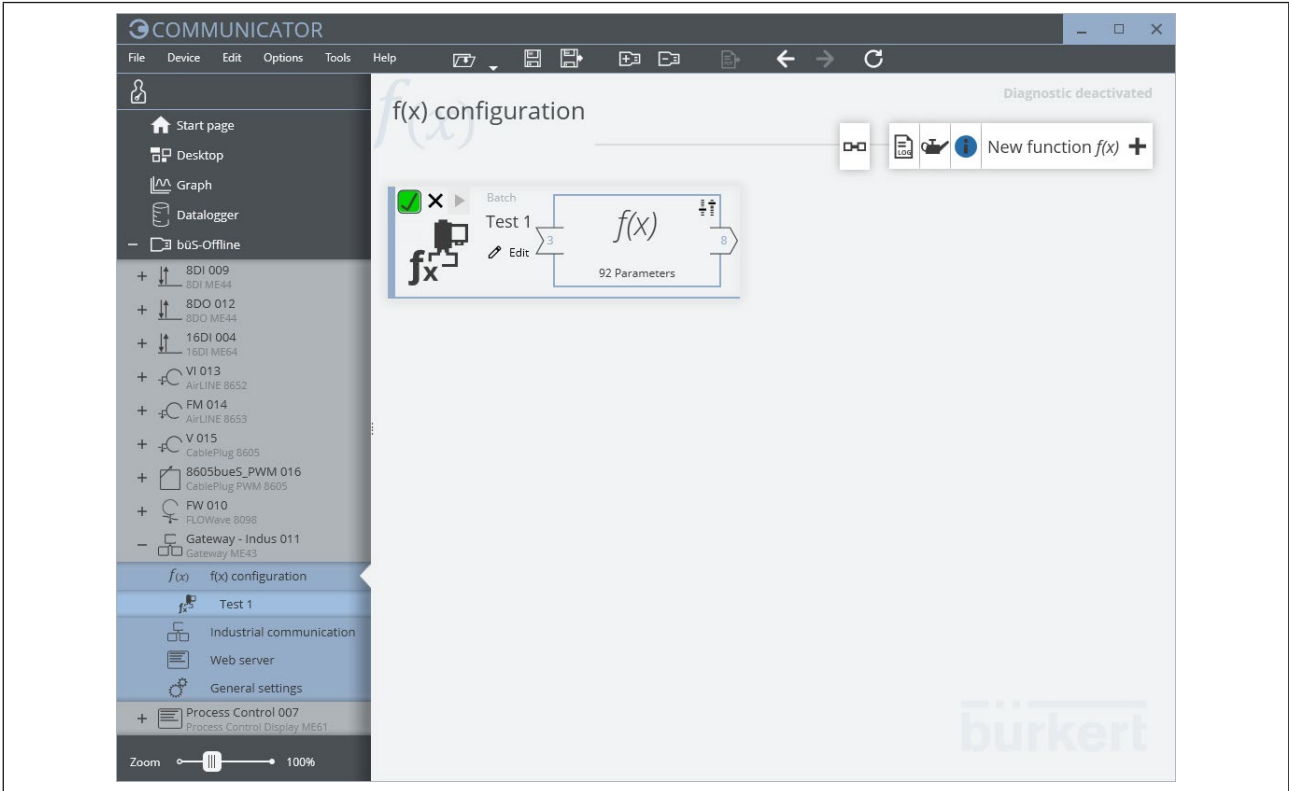 COMMUNICATOR
File Device Edit Options Tools Help
Start page
Desktop
Graph
Datalogger
büS-Offline
8DI 009
8DI ME44
8DO 012
8DO ME44
16DI 004
16DI ME64
VI 013
AirLINE 8652
FM 014
AirLINE 8653
V 015
CablePlug 8605
8605bueS_PWM 016
CablePlug PWM 8605
FW 010
FLOWave 8098
Gateway - Indus 011
Gateway ME43
f(x) f(x) configuration
fx Test 1
Industrial communication
Web server
General settings
Process Control 007
Process Control Display ME61
Zoom 100%
f(x)
f(x) configuration
Diagnostic deactivated
LOG
New function f(x)
Batch
Test 1
Edit
fx
3
f(x)
8
92 Parameters
bürkert